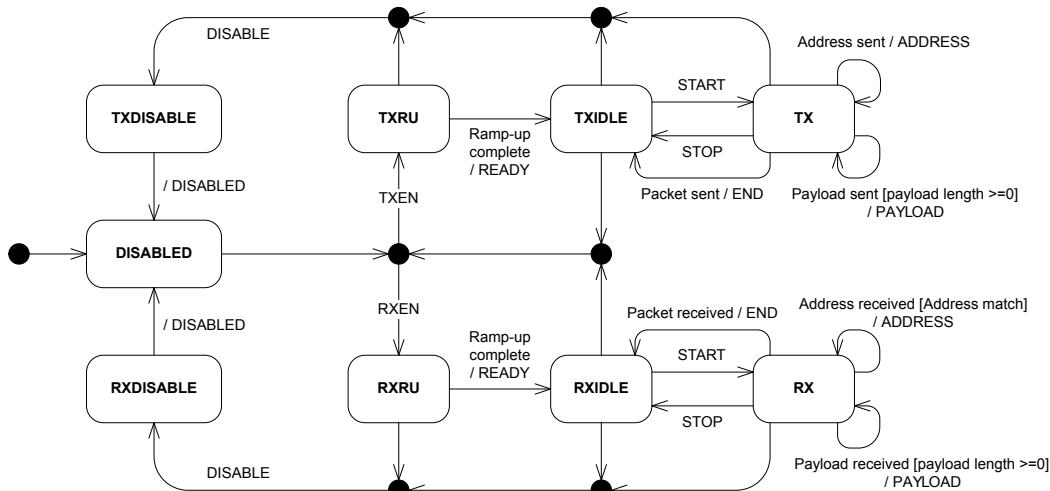 DISABLE
Address sent / ADDRESS
START
TXDISABLE
TXRU
TXIDLE
TX
Ramp-up
complete
/ READY
STOP
/ DISABLED
TXEN
Packet sent / END
Payload sent [payload length >=0]
/ PAYLOAD
DISABLED
RXEN
Packet received / END
Address received [Address match]
/ ADDRESS
/ DISABLED
Ramp-up
complete
/ READY
START
RXDISABLE
RXRU
RXIDLE
RX
STOP
DISABLE
Payload received [payload length >=0]
/ PAYLOAD